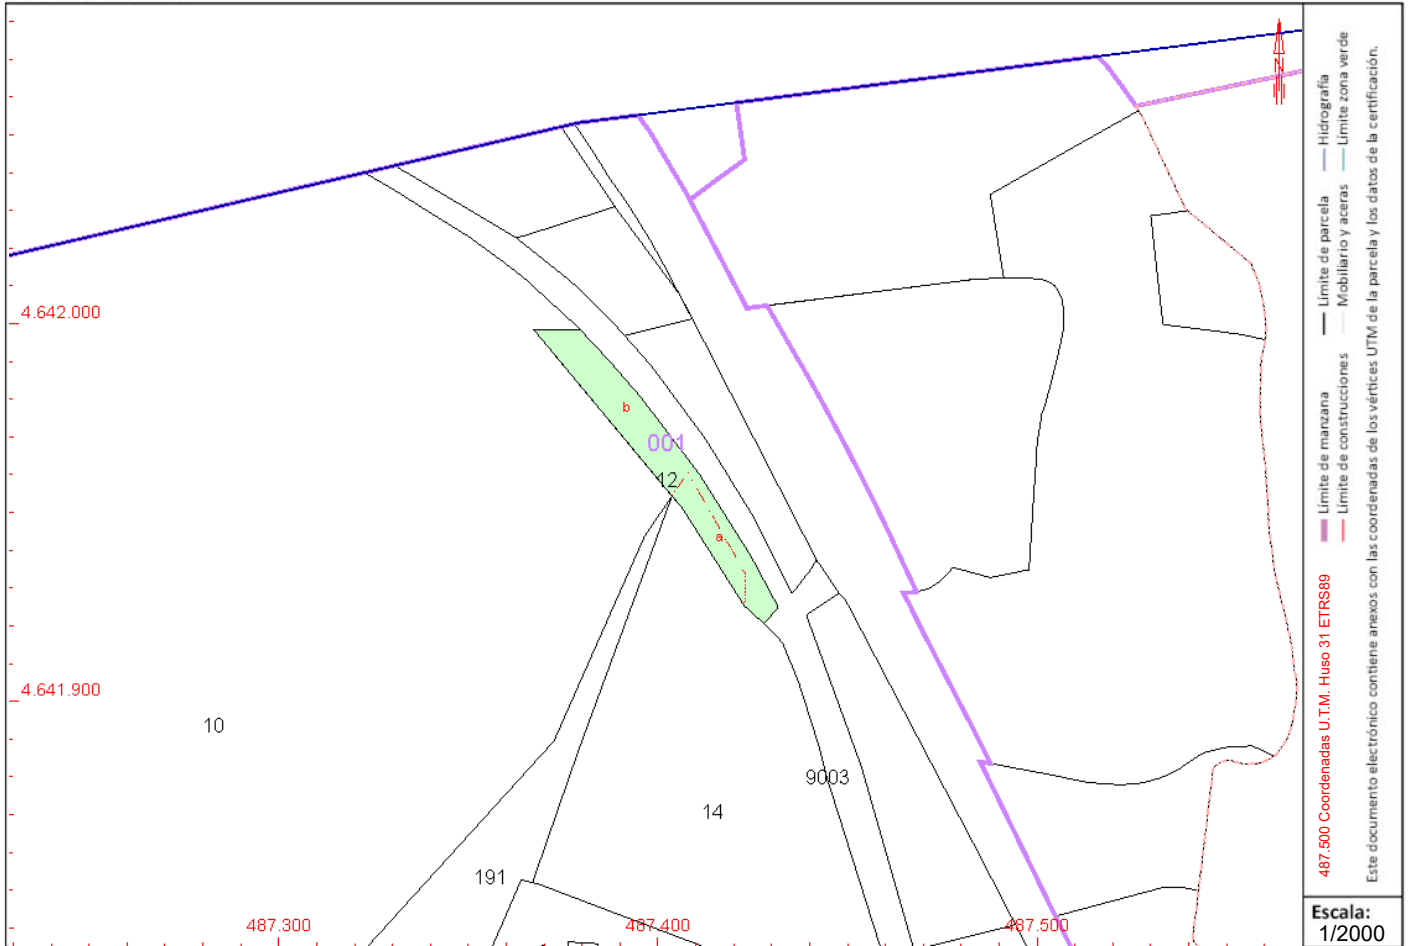 4.642.000
b
001
12
a
4.641.900
10
9003
14
191
487.300
487.400
487.500
N
Límite de manzana
Límite de parcela
Hidrografía
Límite de construcciones
Mobiliario y aceras
Límite zona verde
487.500 Coordenadas U.T.M. Huso 31 ETRS89
Este documento electrónico contiene anexos con las coordenadas de los vértices UTM de la parcela y los datos de la certificación.
Escala:
1/2000